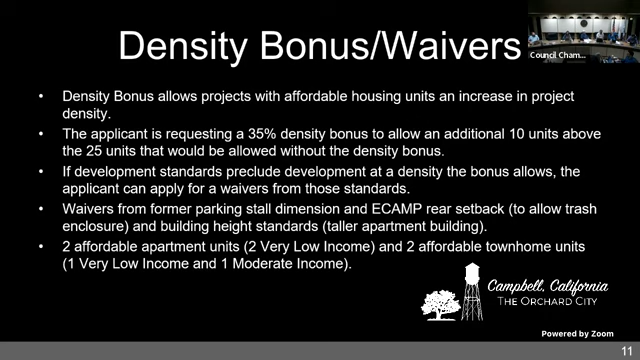 Density Bonus/Waivers
Council Cham...
• Density Bonus allows projects with affordable housing units an increase in project
density.
• The applicant is requesting a 35% density bonus to allow an additional 10 units above
the 25 units that would be allowed without the density bonus.
• If development standards preclude development at a density the bonus allows, the
applicant can apply for a waivers from those standards.
• Waivers from former parking stall dimension and ECAMP rear setback (to allow trash
enclosure) and building height standards (taller apartment building).
• 2 affordable apartment units (2 Very Low Income) and 2 affordable townhome units
(1 Very Low Income and 1 Moderate Income).
Campbell, California
THE ORCHARD CITY
Powered by Zoom
11